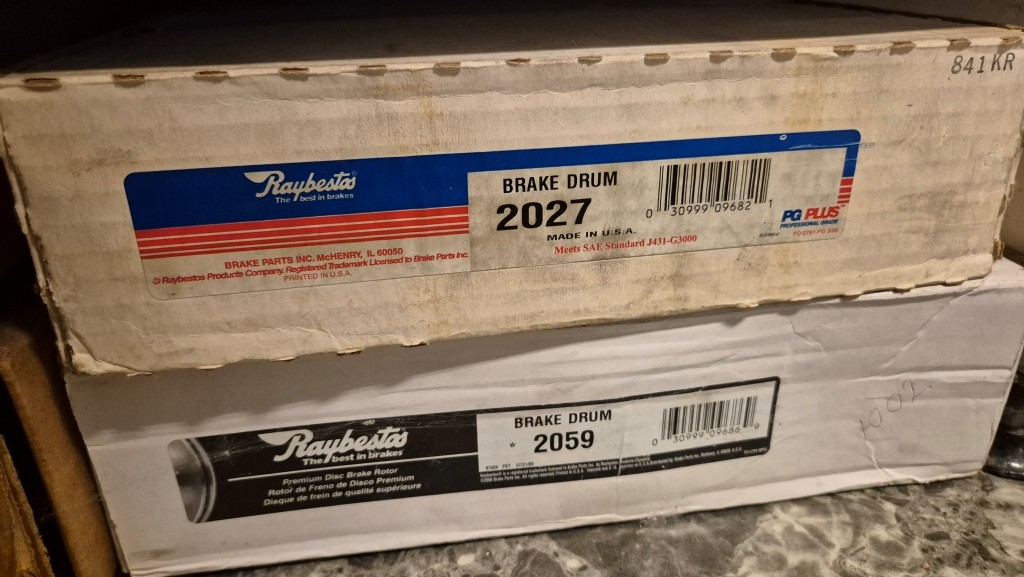 841KR
Raybestos®
The best in brakes
BRAKE PARTS INC. McHENRY, IL 60050
® Raybestos Products Company. Registered Trademark Licensed to Brake Parts Inc.
PRINTED IN U.S.A.
BRAKE DRUM
2027
MADE IN U.S.A.
Meets SAE Standard J431-G3000
0 30999 09682 1
PG PLUS
PROFESSIONAL GRADE
Raybestos
The best in brakes
Premium Disc Brake Rotor
Rotor de Freno de Disco Premium
Disque de frein de qualité supérieure
BRAKE DRUM
* 2059
0 30999 09686 9